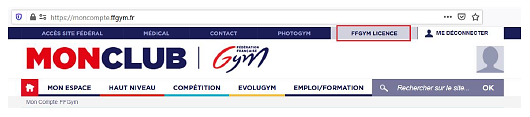 https://moncompte.ffgym.fr
ACCÈS SITE FÉDÉRAL MÉDICAL CONTACT PHOTOGYM FFGYM LICENCE ME DÉCONNECTER
MONCLUB FÉDÉRATION FRANÇAISE Gym
MON ESPACE HAUT NIVEAU COMPÉTITION EVOLUGYM EMPLOI/FORMATION Rechercher sur le site... OK
Mon Compte FFGym